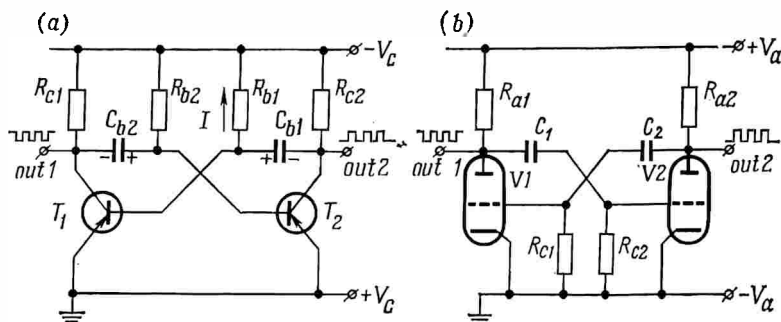 (a)
−Vc
Rc1
Rb2
Rb1
Rc2
I
Cb2
Cb1
− +
+ −
out1
out2
T1
T2
+Vc
(b)
+Va
Ra1
Ra2
C1
C2
out 1
V1
V2
out2
Rc1
Rc2
−Va